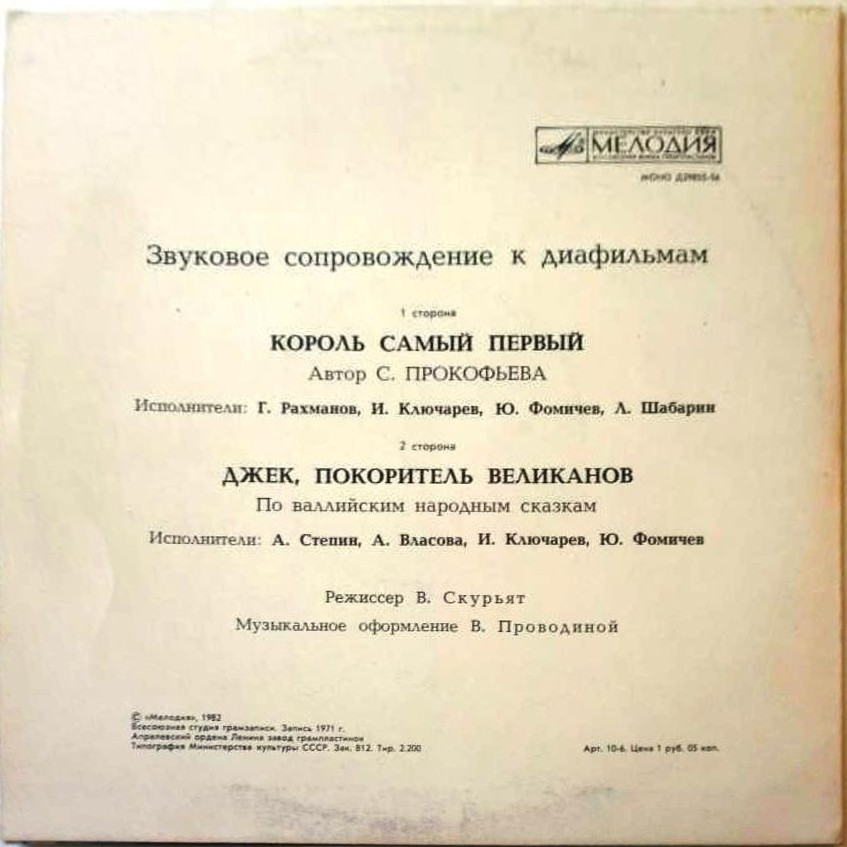 МЕЛОДИЯ
МОНО
Звуковое сопровождение к диафильмам
1 сторона
КОРОЛЬ САМЫЙ ПЕРВЫЙ
Автор С. ПРОКОФЬЕВА
Исполнители: Г. Рахманов, И. Ключарев, Ю. Фомичев, Л. Шабарин
2 сторона
ДЖЕК, ПОКОРИТЕЛЬ ВЕЛИКАНОВ
По валлийским народным сказкам
Исполнители: А. Степин, А. Власова, И. Ключарев, Ю. Фомичев
Режиссер В. Скурьят
Музыкальное оформление В. Проводиной
© «Мелодия», 1982
Всесоюзная студия грамзаписи. Запись 1971 г.
Апрелевский ордена Ленина завод грампластинок
Типография Министерства культуры СССР. Зак. 812. Тир. 2.200
Арт. 10-6. Цена 1 руб. 05 коп.